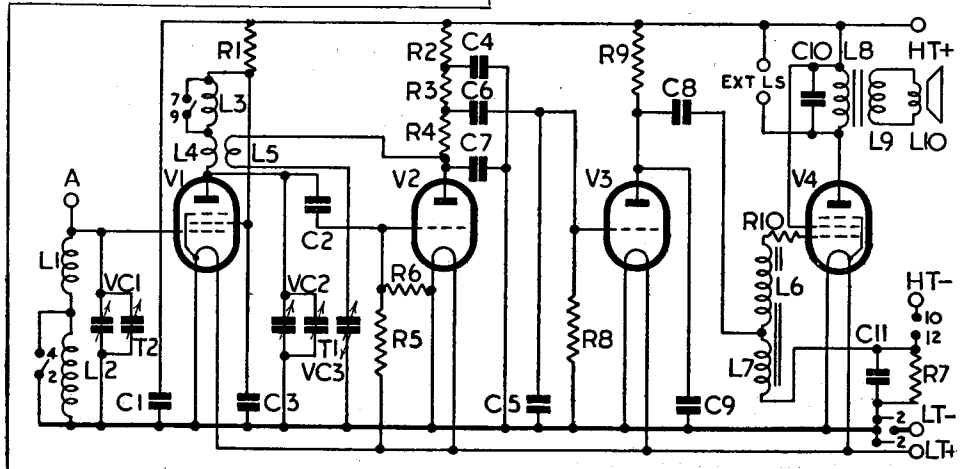 R1
R2
C4
R9
C10
L8
HT+
R3
C6
EXT LS
7
9
L3
C8
R4
C7
L9
L10
L4
L5
V1
V2
V3
V4
A
C2
R10
L1
R6
L6
HT-
VC1
VC2
10
T2
T1
R5
R8
12
C11
4
2
L2
VC3
L7
R7
C1
C3
C5
C9
2
LT-
2
LT+